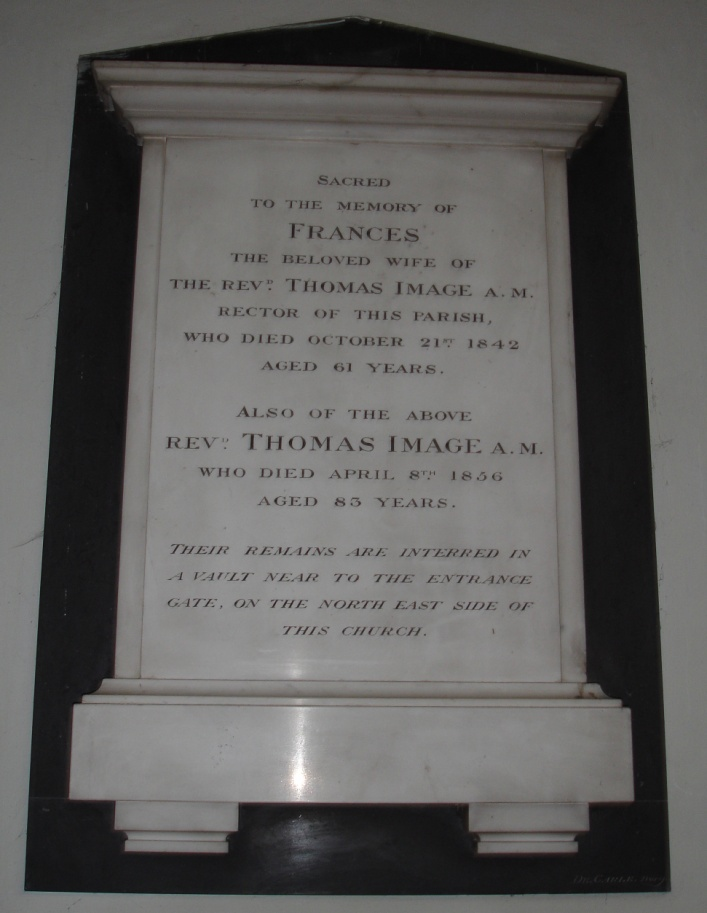 SACRED
TO THE MEMORY OF
FRANCES
THE BELOVED WIFE OF
THE REVD. THOMAS IMAGE A.M.
RECTOR OF THIS PARISH,
WHO DIED OCTOBER 21ST. 1842
AGED 61 YEARS.
ALSO OF THE ABOVE
REVD. THOMAS IMAGE A.M.
WHO DIED APRIL 8TH. 1856
AGED 83 YEARS.
THEIR REMAINS ARE INTERRED IN
A VAULT NEAR TO THE ENTRANCE
GATE, ON THE NORTH EAST SIDE OF
THIS CHURCH.